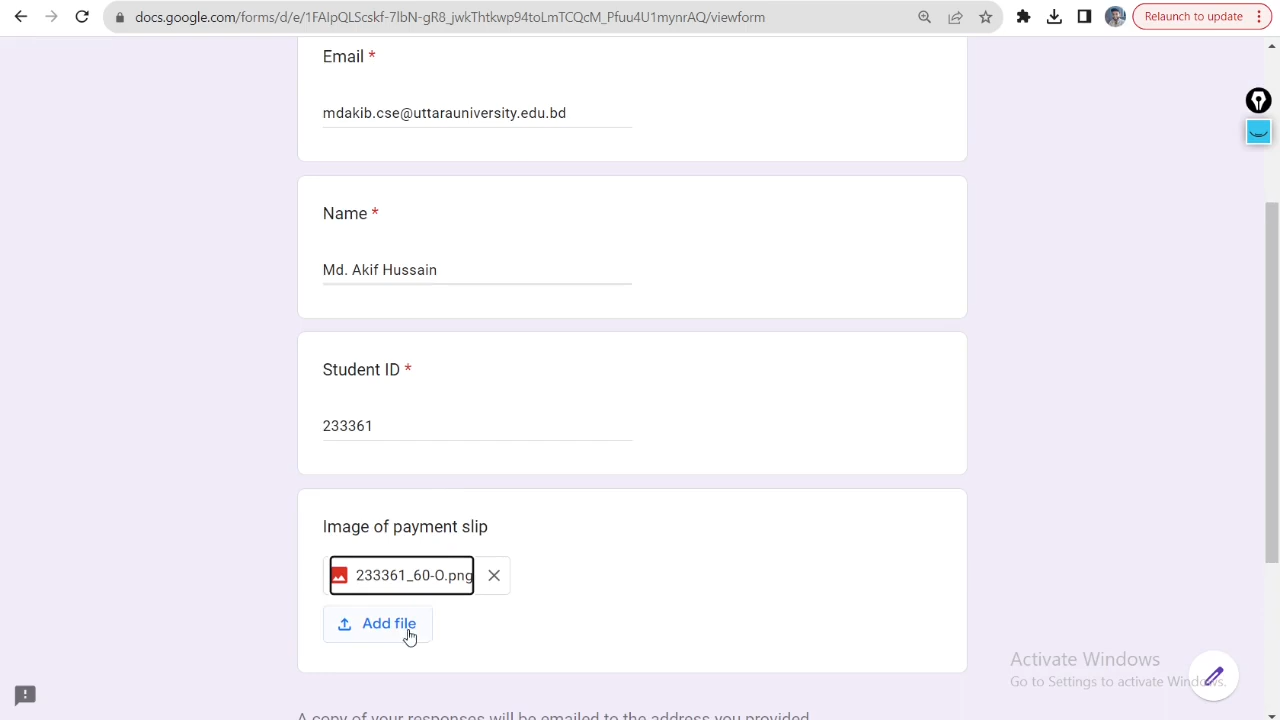 docs.google.com/forms/d/e/1FAIpQLScskf-7lbN-gR8_jwkThtkwp94toLmTCQcM_Pfuu4U1mynrAQ/viewform
Relaunch to update
Email *
mdakib.cse@uttarauniversity.edu.bd
Name *
Md. Akif Hussain
Student ID *
233361
Image of payment slip
233361_60-O.png
Add file
Activate Windows
Go to Settings to activate Windows.
A copy of your responses will be emailed to the address you provided